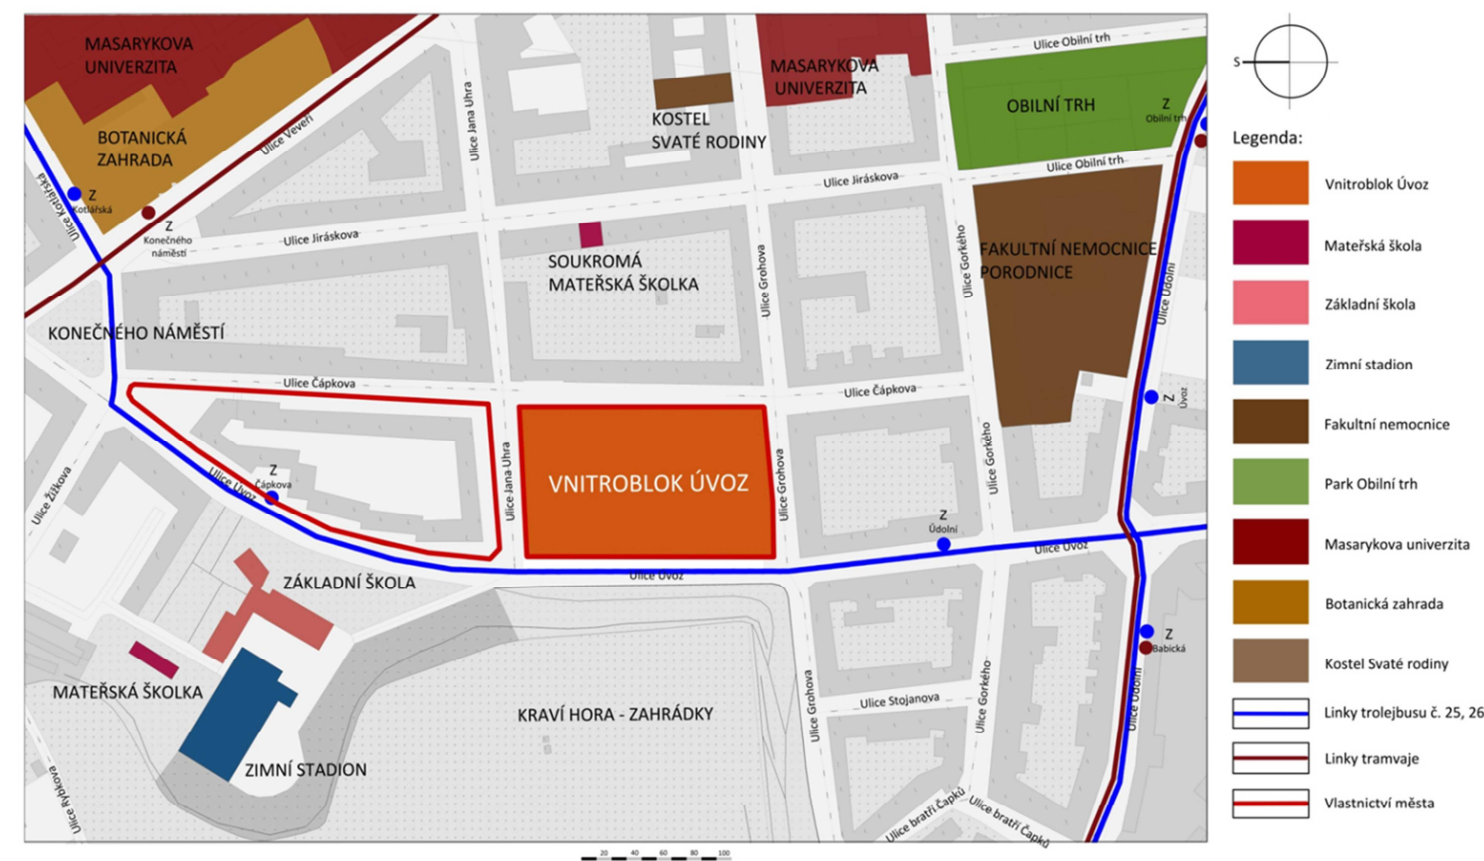 MASARYKOVA
UNIVERZITA
BOTANICKÁ
ZAHRADA
Ulice Veveří
Ulice Kotlářská
Z
Kotlářská
Z
Konečného
náměstí
KONEČNÉHO NÁMĚSTÍ
Ulice Jana Uhra
KOSTEL
SVATÉ RODINY
MASARYKOVA
UNIVERZITA
Ulice Obilní trh
OBILNÍ TRH
Z
Obilní trh
Ulice Obilní trh
Ulice Jiráskova
Ulice Jiráskova
SOUKROMÁ
MATEŘSKÁ ŠKOLKA
Ulice Grohova
Ulice Gorkého
FAKULTNÍ NEMOCNICE
PORODNICE
Ulice Údolní
Z
Úvoz
Ulice Čápkova
Ulice Čápkova
Ulice Žižkova
Ulice Úvoz
Z
Čápkova
Ulice Jana Uhra
VNITROBLOK ÚVOZ
Ulice Grohova
Ulice Gorkého
Z
Údolní
Ulice Úvoz
Ulice Úvoz
ZÁKLADNÍ ŠKOLA
MATEŘSKÁ ŠKOLKA
ZIMNÍ STADION
Ulice Rybkova
KRAVÍ HORA - ZAHRÁDKY
Ulice Grohova
Ulice Stojanova
Ulice Gorkého
Z
Babická
Ulice Údolní
Ulice bratří Čapků
Ulice bratří Čapků
20 40 60 80 100
S
Legenda:
Vnitroblok Úvoz
Mateřská škola
Základní škola
Zimní stadion
Fakultní nemocnice
Park Obilní trh
Masarykova univerzita
Botanická zahrada
Kostel Svaté rodiny
Linky trolejbusu č. 25, 26
Linky tramvaje
Vlastnictví města